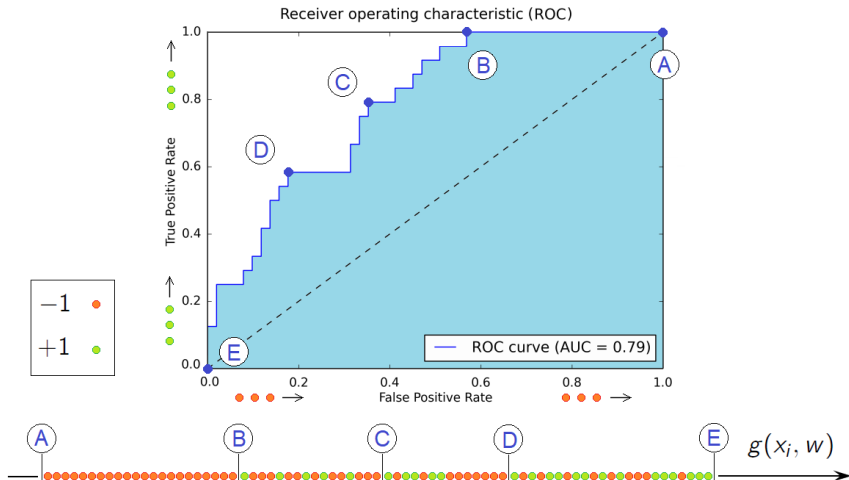 Receiver operating characteristic (ROC)
1.0
B
A
C
0.8
D
0.6
True Positive Rate
0.4
0.2
−1
+1
E
ROC curve (AUC = 0.79)
0.0
0.0 0.2 0.4 0.6 0.8 1.0
False Positive Rate
A B C D E g(x_i, w)